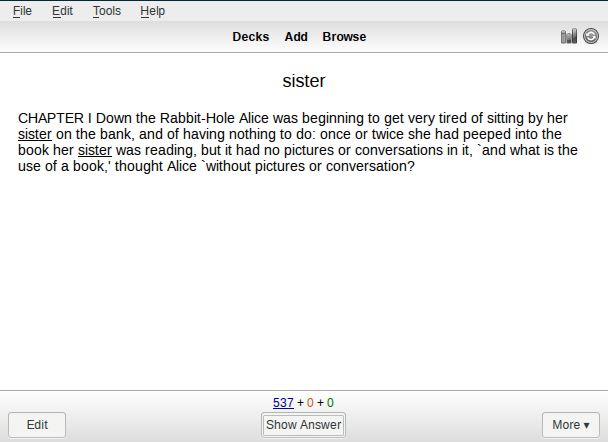 File Edit Tools Help
Decks Add Browse
sister
CHAPTER I Down the Rabbit-Hole Alice was beginning to get very tired of sitting by her
sister on the bank, and of having nothing to do: once or twice she had peeped into the
book her sister was reading, but it had no pictures or conversations in it, `and what is the
use of a book,' thought Alice `without pictures or conversation?
537 + 0 + 0
Edit Show Answer More ▾